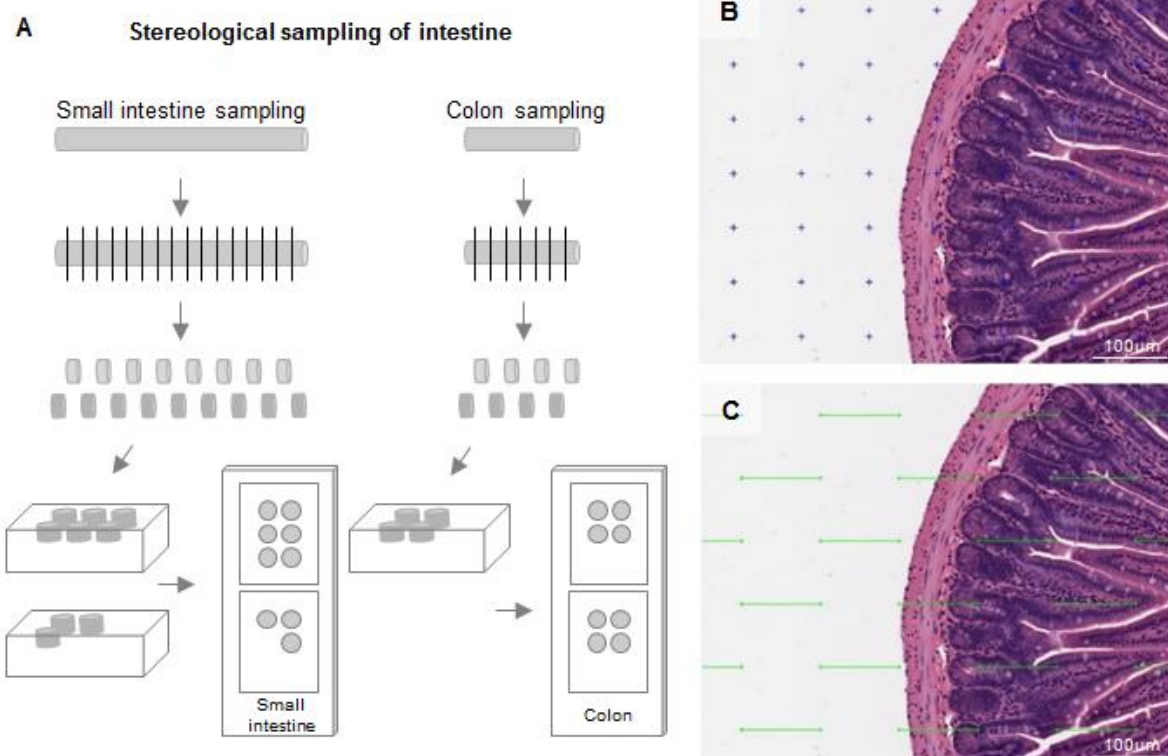 A
Stereological sampling of intestine
Small intestine sampling
Colon sampling
Small
intestine
Colon
B
100µm
C
100µm